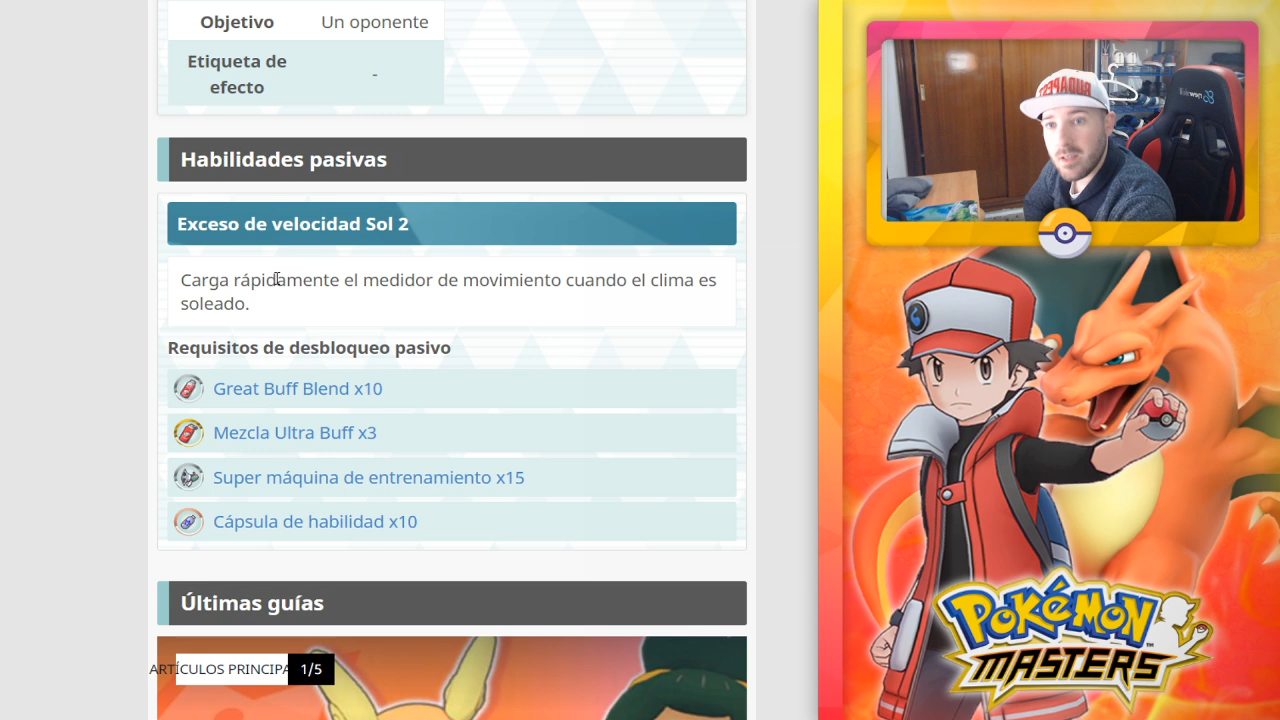 Objetivo
Un oponente
Etiqueta de
efecto
-
Habilidades pasivas
Exceso de velocidad Sol 2
Carga rápidamente el medidor de movimiento cuando el clima es
soleado.
Requisitos de desbloqueo pasivo
Great Buff Blend x10
Mezcla Ultra Buff x3
Super máquina de entrenamiento x15
Cápsula de habilidad x10
Últimas guías
ARTÍCULOS PRINCIPA
1/5
BUDAPEST
POKéMON
MASTERS